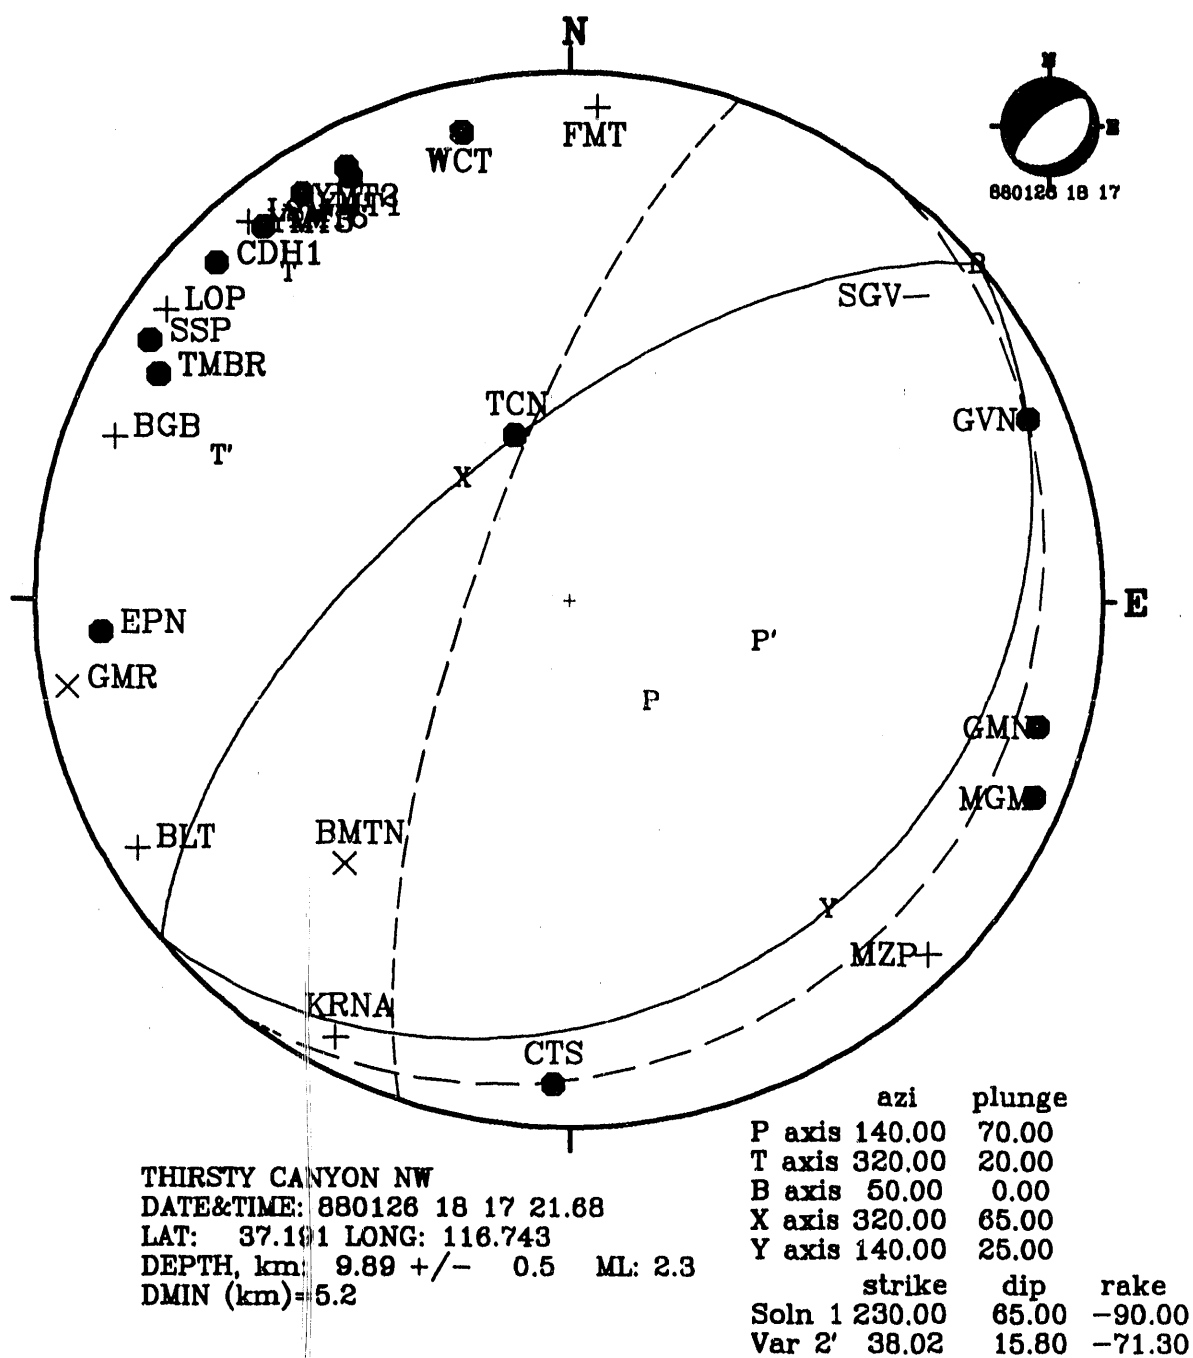 N
N
FMT
WCT
E
880126 18 17
YMT2
CDH1
T
B
LOP
SGV
SSP
TMBR
TCN
GVN
BGB
T'
X
E
EPN
P'
GMR
P
GMN
MGM
BLT
BMTN
Y
MZP
KRNA
CTS
azi plunge
P axis 140.00 70.00
T axis 320.00 20.00
B axis 50.00 0.00
X axis 320.00 65.00
Y axis 140.00 25.00
strike dip rake
Soln 1 230.00 65.00 -90.00
Var 2' 38.02 15.80 -71.30
THIRSTY CANYON NW
DATE&TIME: 880126 18 17 21.68
LAT: 37.191 LONG: 116.743
DEPTH, km: 9.89 +/- 0.5 ML: 2.3
DMIN (km)= 5.2